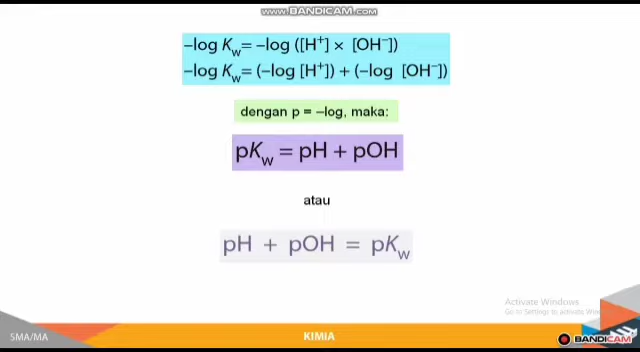 www.BANDICAM.com
–log Kw = –log ([H⁺] × [OH⁻])
–log Kw = (–log [H⁺]) + (–log [OH⁻])
dengan p = –log, maka:
pKw = pH + pOH
atau
pH + pOH = pKw
Activate Windows
Go to Settings to activate
SMA/MA
KIMIA
BANDICAM